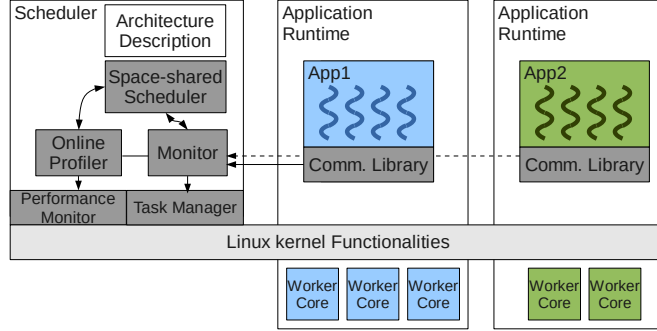 Scheduler
Architecture
Description
Space-shared
Scheduler
Online
Profiler
Monitor
Performance
Monitor
Task Manager
Application
Runtime
App1
Comm. Library
Application
Runtime
App2
Comm. Library
Linux kernel Functionalities
Worker
Core
Worker
Core
Worker
Core
Worker
Core
Worker
Core